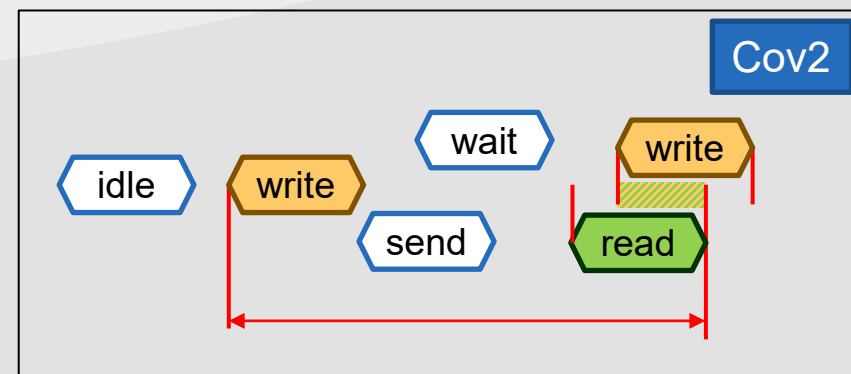 Cov2
wait
write
idle
write
send
read